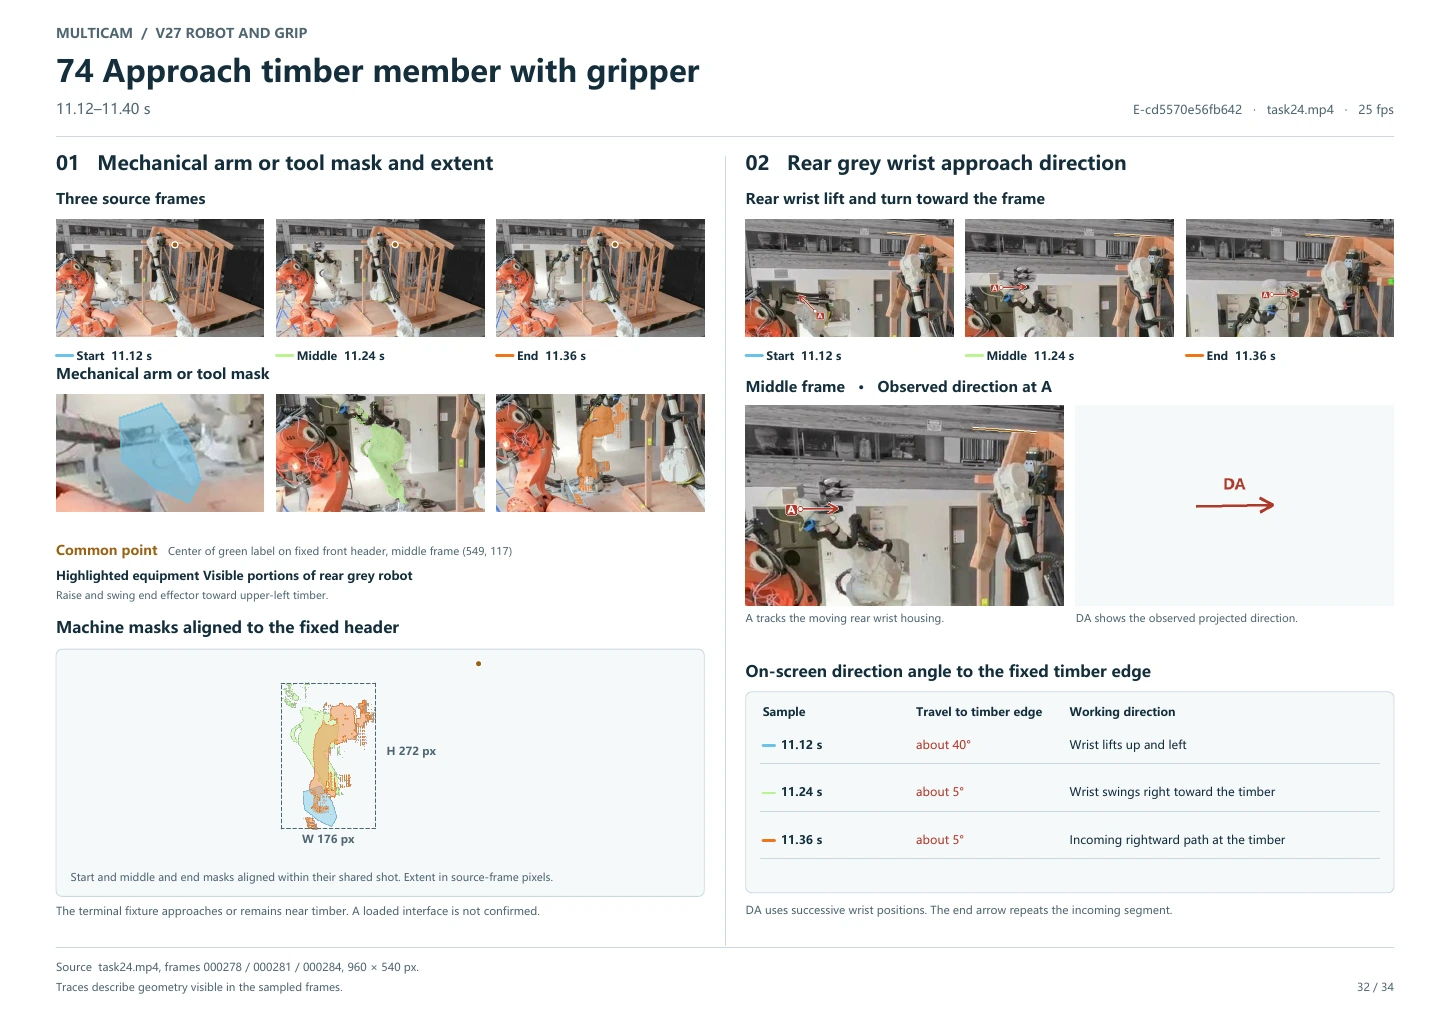 MULTICAM / V27 ROBOT AND GRIP
74 Approach timber member with gripper
11.12–11.40 s
E-cd5570e56fb642 · task24.mp4 · 25 fps
01 Mechanical arm or tool mask and extent
Three source frames
Start 11.12 s
Middle 11.24 s
End 11.36 s
Mechanical arm or tool mask
Common point Center of green label on fixed front header, middle frame (549, 117)
Highlighted equipment Visible portions of rear grey robot
Raise and swing end effector toward upper-left timber.
Machine masks aligned to the fixed header
H 272 px
W 176 px
Start and middle and end masks aligned within their shared shot. Extent in source-frame pixels.
The terminal fixture approaches or remains near timber. A loaded interface is not confirmed.
02 Rear grey wrist approach direction
Rear wrist lift and turn toward the frame
A
A
A
Start 11.12 s
Middle 11.24 s
End 11.36 s
Middle frame • Observed direction at A
A
DA
A tracks the moving rear wrist housing.
DA shows the observed projected direction.
On-screen direction angle to the fixed timber edge
Sample Travel to timber edge Working direction
11.12 s about 40° Wrist lifts up and left
11.24 s about 5° Wrist swings right toward the timber
11.36 s about 5° Incoming rightward path at the timber
DA uses successive wrist positions. The end arrow repeats the incoming segment.
Source task24.mp4, frames 000278 / 000281 / 000284, 960 × 540 px.
Traces describe geometry visible in the sampled frames.
32 / 34